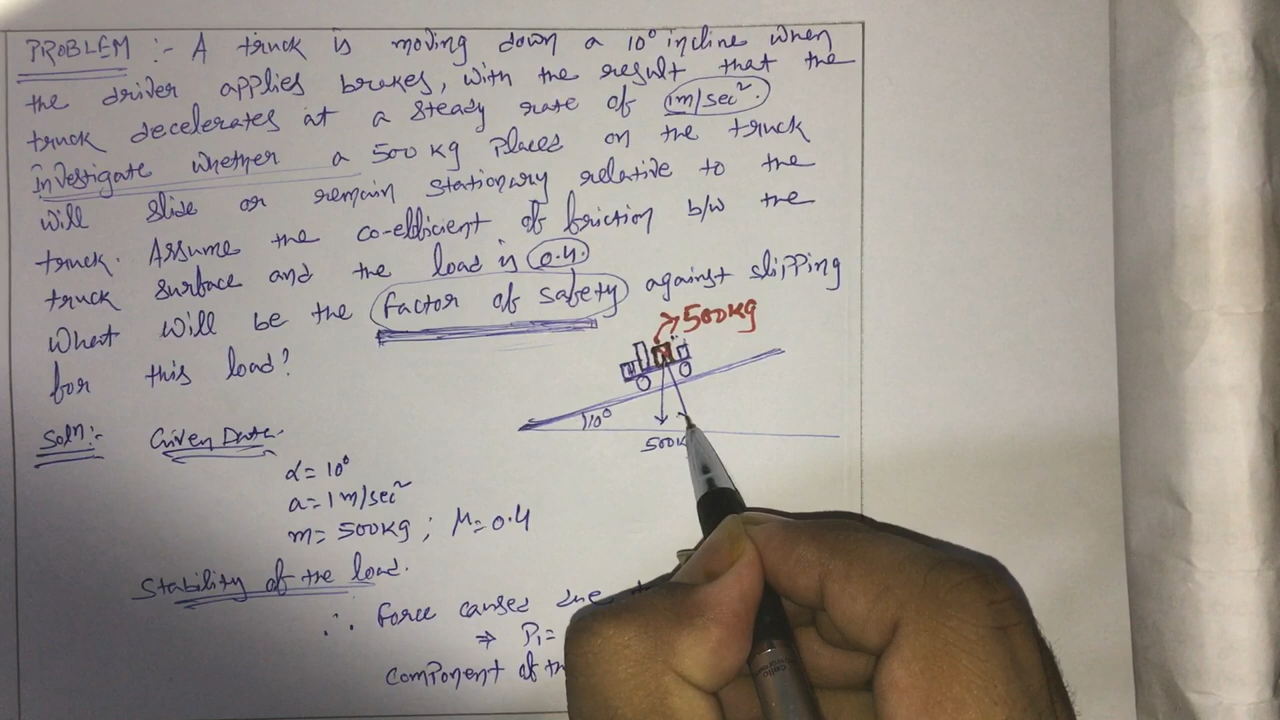 PROBLEM :- A truck is moving down a 10° incline when
the driver applies brakes, with the result that the
truck decelerates at a steady rate of 1m/sec².
Investigate whether a 500 kg placed on the truck
will slide or remain stationary relative to the
truck. Assume the co-efficient of friction b/w the
truck surface and the load is 0.4.
What will be the factor of safety against slipping
for this load?
500kg
10°
500k
Soln:- Given Data-
α = 10°
a = 1m/sec²
m = 500kg ; μ = 0.4
Stability of the load.
∴ force caused due
⇒ P₁ =
component of th